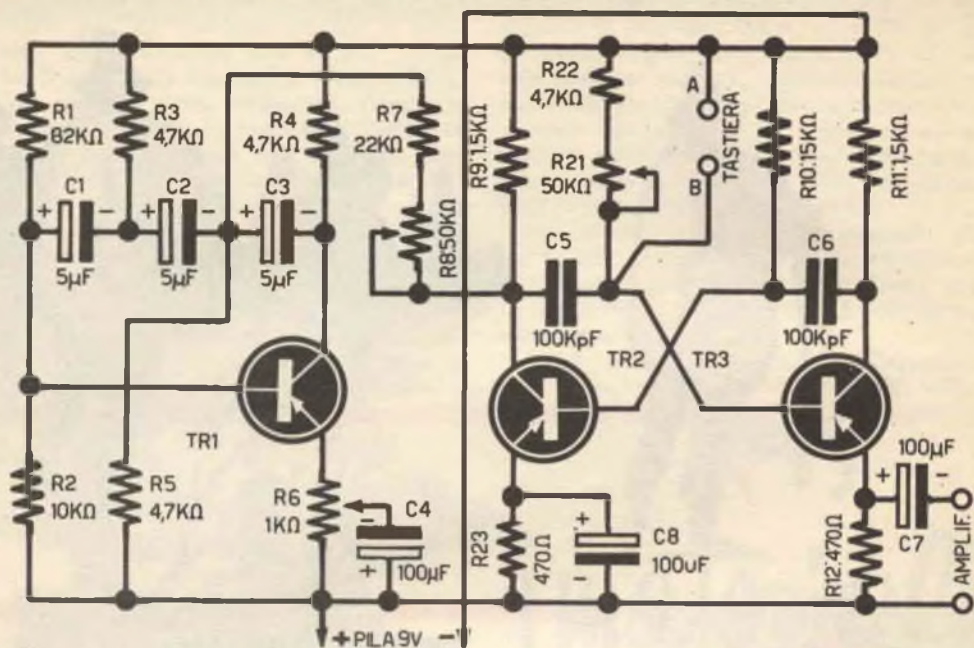 R1
82KΩ
R3
4,7KΩ
R4
4,7KΩ
R7
22KΩ
R8:50KΩ
R9:1.5KΩ
R22
4,7KΩ
R21
50KΩ
A
B
TASTIERA
R10:15KΩ
R11:1,5KΩ
+ C1 -
5µF
+ C2 -
5µF
+ C3
5µF
C5
100KpF
C6
100KpF
TR1
TR2
TR3
R2
10KΩ
R5
4,7KΩ
R6
1KΩ
- C4
+ 100µF
R23
470Ω
+ C8
- 100µF
R12:470Ω
100µF
+ -
C7
AMPLIF.
+ PILA 9V -